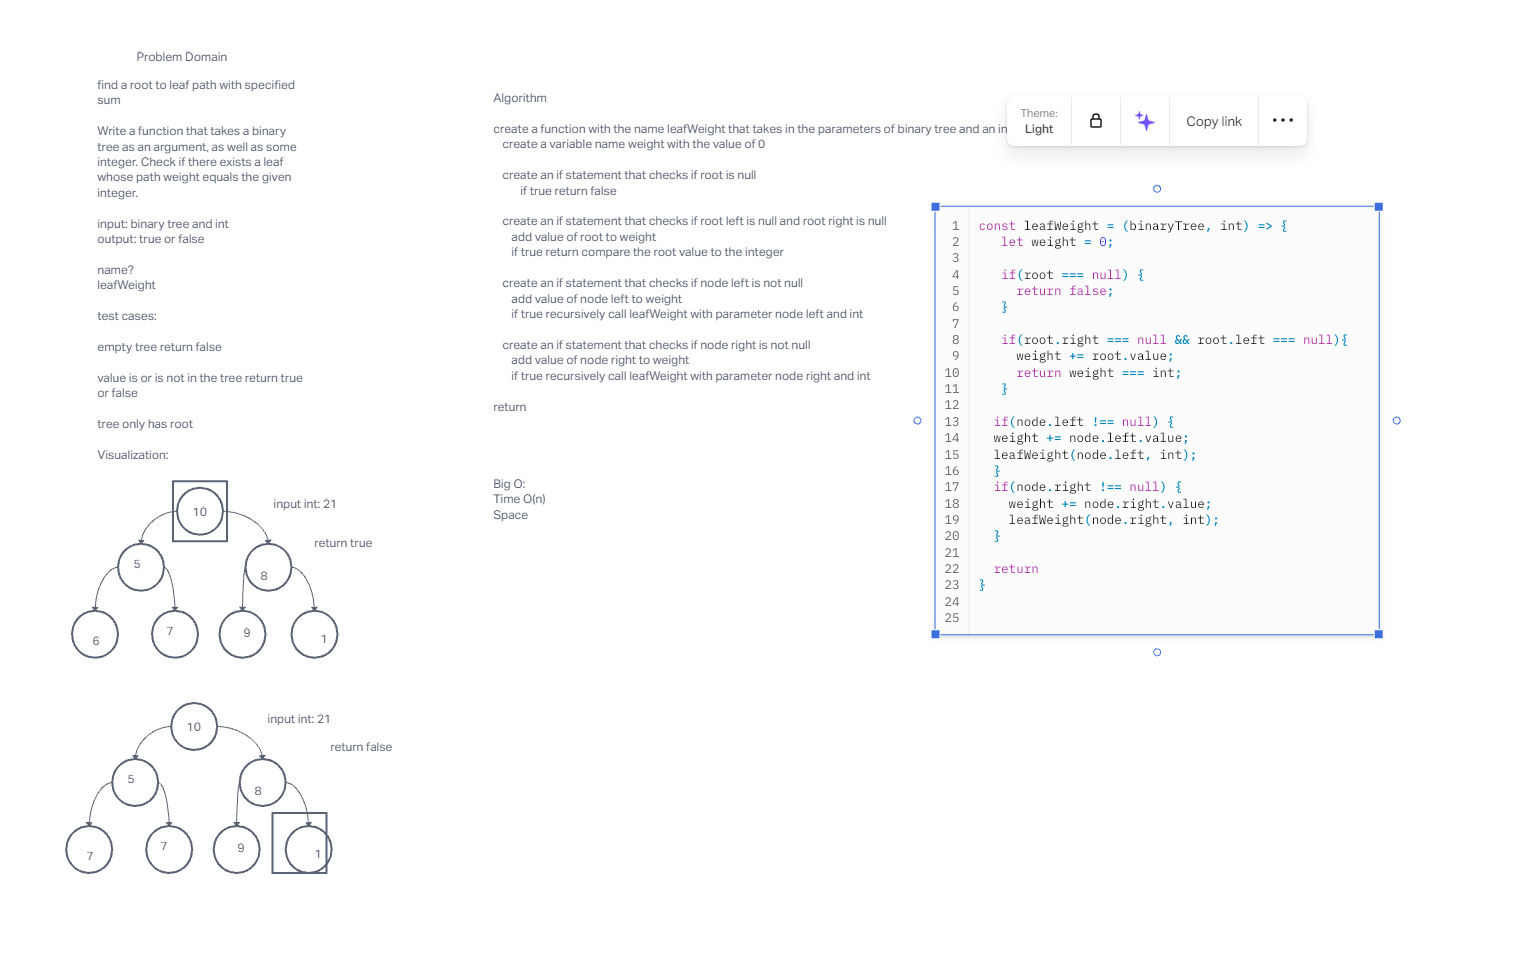 Problem Domain
find a root to leaf path with specified
sum
Write a function that takes a binary
tree as an argument, as well as some
integer. Check if there exists a leaf
whose path weight equals the given
integer.
input: binary tree and int
output: true or false
name?
leafWeight
test cases:
empty tree return false
value is or is not in the tree return true
or false
tree only has root
Visualization:
10
input int: 21
return true
5
8
6
7
9
1
10
input int: 21
return false
5
8
7
7
9
1
Algorithm
create a function with the name leafWeight that takes in the parameters of binary tree and an in
create a variable name weight with the value of 0
create an if statement that checks if root is null
if true return false
create an if statement that checks if root left is null and root right is null
add value of root to weight
if true return compare the root value to the integer
create an if statement that checks if node left is not null
add value of node left to weight
if true recursively call leafWeight with parameter node left and int
create an if statement that checks if node right is not null
add value of node right to weight
if true recursively call leafWeight with parameter node right and int
return
Big O:
Time O(n)
Space
Theme:
Light
Copy link
1 const leafWeight = (binaryTree, int) => {
2 let weight = 0;
3
4 if(root === null) {
5 return false;
6 }
7
8 if(root.right === null && root.left === null){
9 weight += root.value;
10 return weight === int;
11 }
12
13 if(node.left !== null) {
14 weight += node.left.value;
15 leafWeight(node.left, int);
16 }
17 if(node.right !== null) {
18 weight += node.right.value;
19 leafWeight(node.right, int);
20 }
21
22 return
23 }
24
25